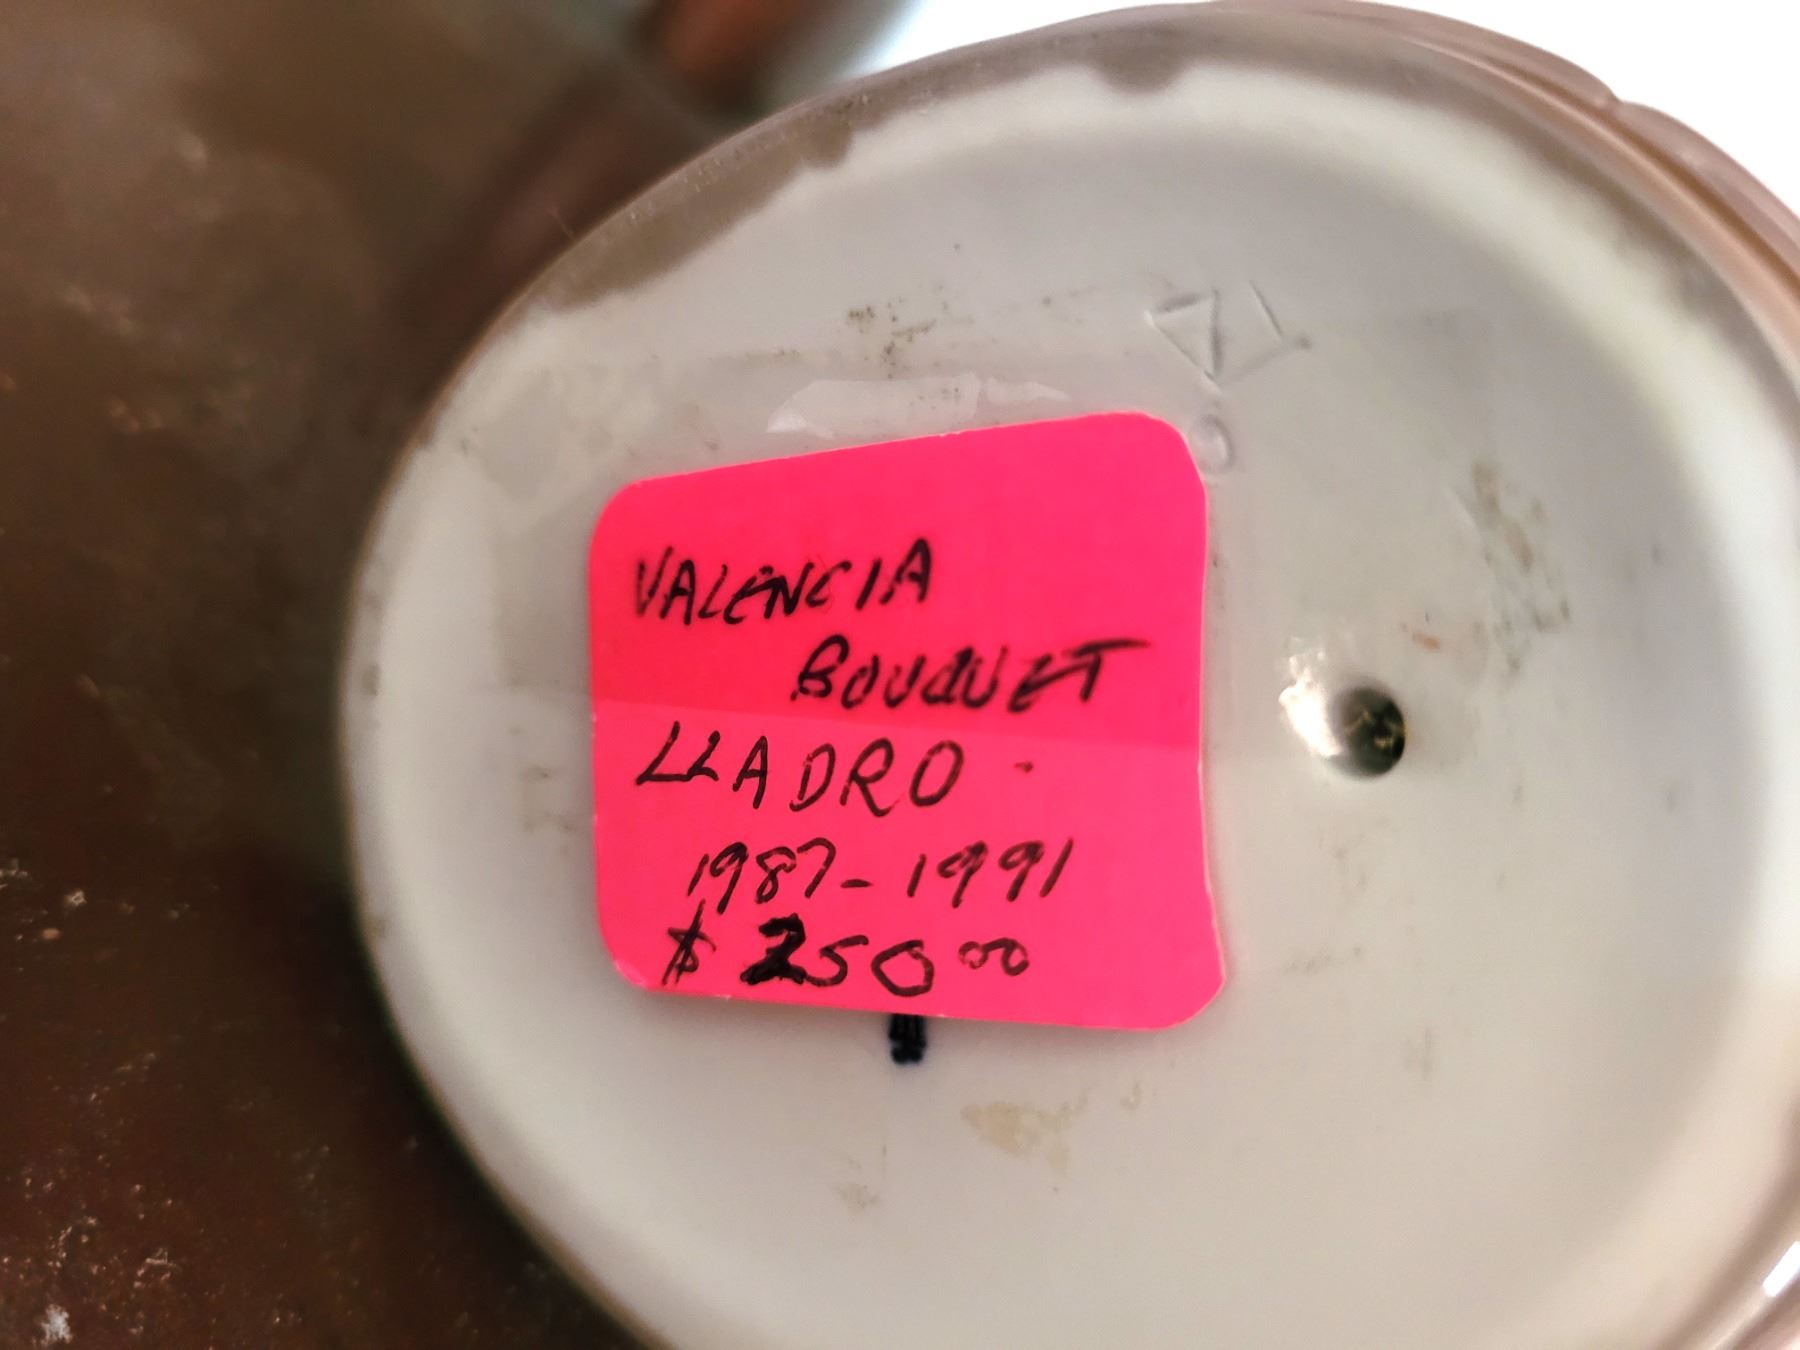 VALENCIA
BOUQUET
LLADRO
1987-1991
$250.00